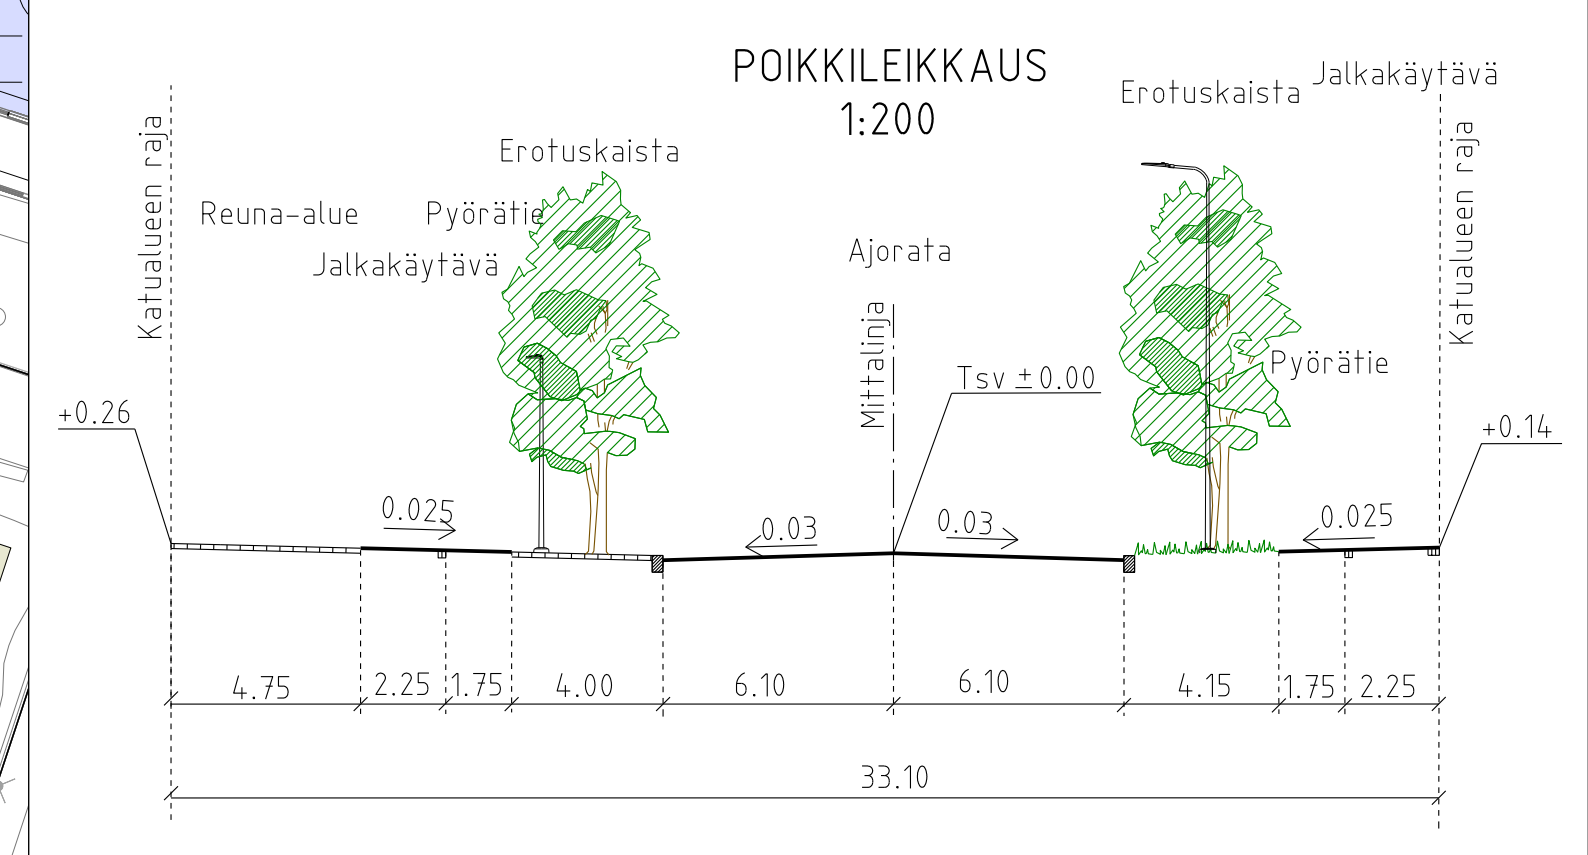 POIKKILEIKKAUS
1:200
Jalkakäytävä
Erotuskaista
Erotuskaista
Katualueen raja
Katualueen raja
Reuna-alue
Pyörätie
Jalkakäytävä
Ajorata
Mittalinja
Pyörätie
Tsv ±0.00
+0.26
+0.14
0.025
0.03
0.03
0.025
4.75
2.25
1.75
4.00
6.10
6.10
4.15
1.75
2.25
33.10